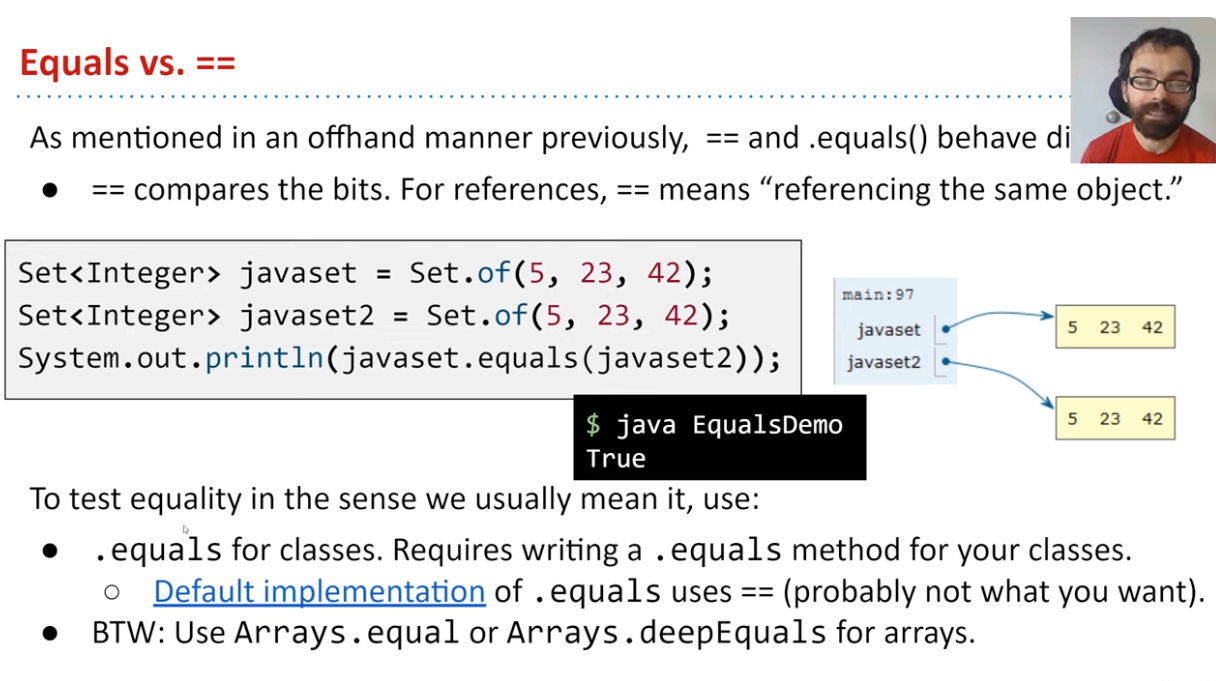 Equals vs. ==
As mentioned in an offhand manner previously, == and .equals() behave
● == compares the bits. For references, == means “referencing the same object.”
Set<Integer> javaset = Set.of(5, 23, 42);
Set<Integer> javaset2 = Set.of(5, 23, 42);
System.out.println(javaset.equals(javaset2));
main:97
javaset
javaset2
5 23 42
5 23 42
$ java EqualsDemo
True
To test equality in the sense we usually mean it, use:
● .equals for classes. Requires writing a .equals method for your classes.
○ Default implementation of .equals uses == (probably not what you want).
● BTW: Use Arrays.equal or Arrays.deepEquals for arrays.